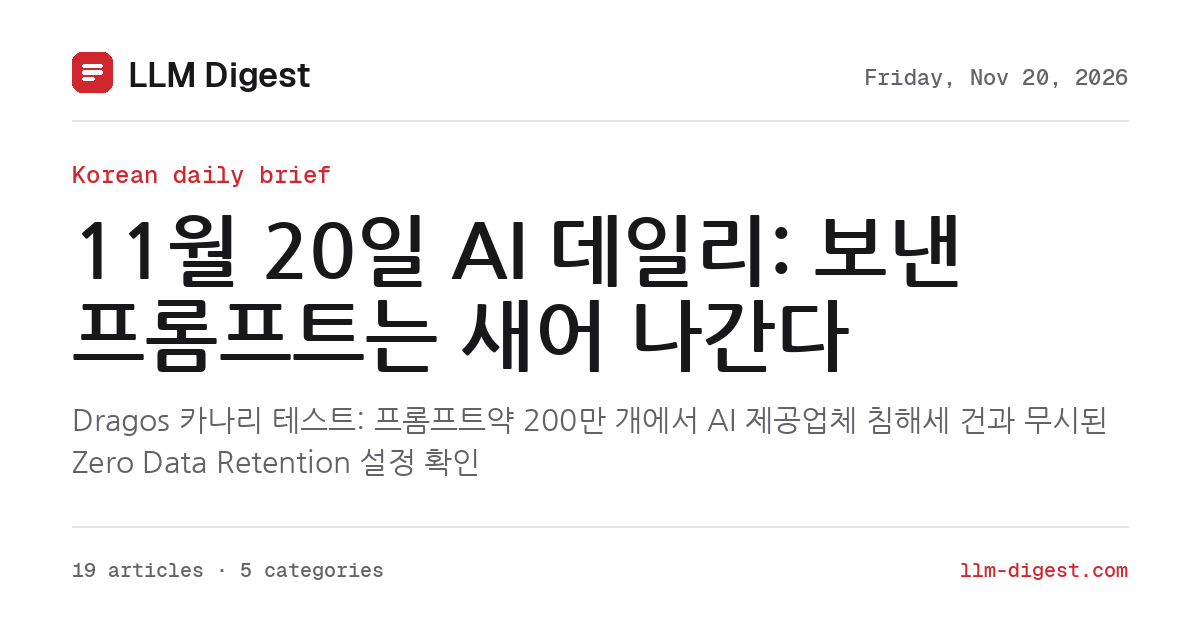 LLM Digest
Friday, Nov 20, 2026
Korean daily brief
11월 20일 AI 데일리: 보낸
프롬프트는 새어 나간다
Dragos 카나리 테스트: 프롬프트약 200만 개에서 AI 제공업체 침해세 건과 무시된
Zero Data Retention 설정 확인
19 articles · 5 categories
llm-digest.com